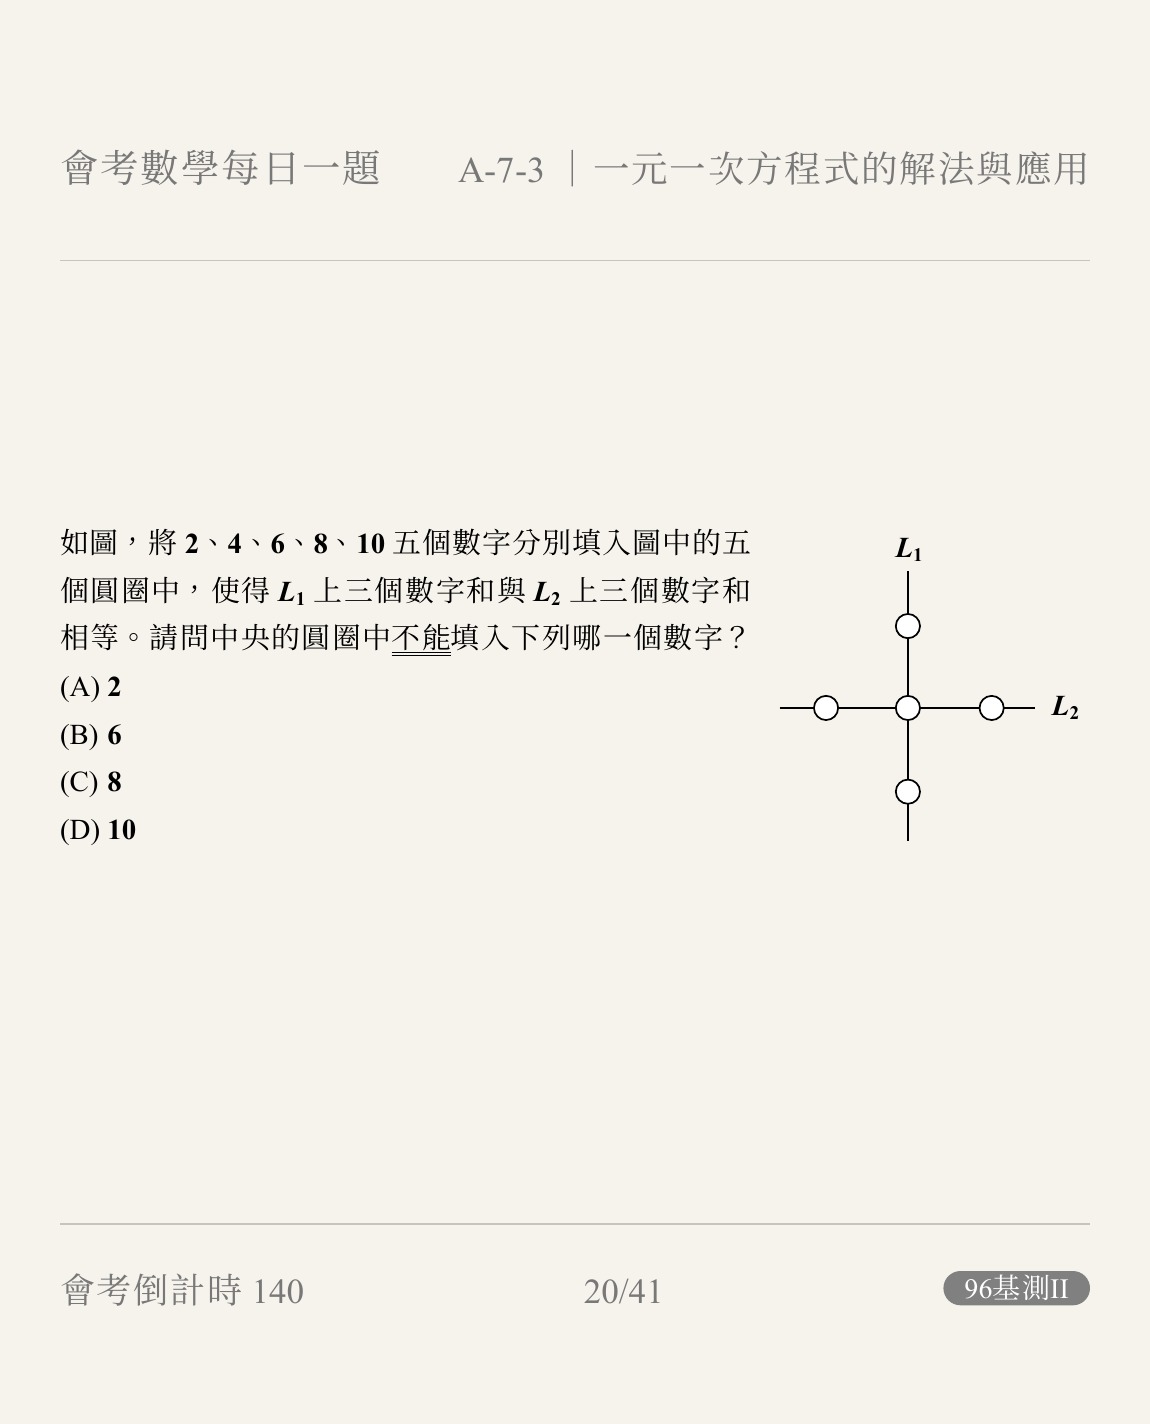 會考數學每日一題 A-7-3 | 一元一次方程式的解法與應用
如圖，將 2、4、6、8、10 五個數字分別填入圖中的五
個圓圈中，使得 L₁ 上三個數字和與 L₂ 上三個數字和
相等。請問中央的圓圈中不能填入下列哪一個數字？
(A) 2
(B) 6
(C) 8
(D) 10
L₁
L₂
會考倒計時 140 20/41 96基測II